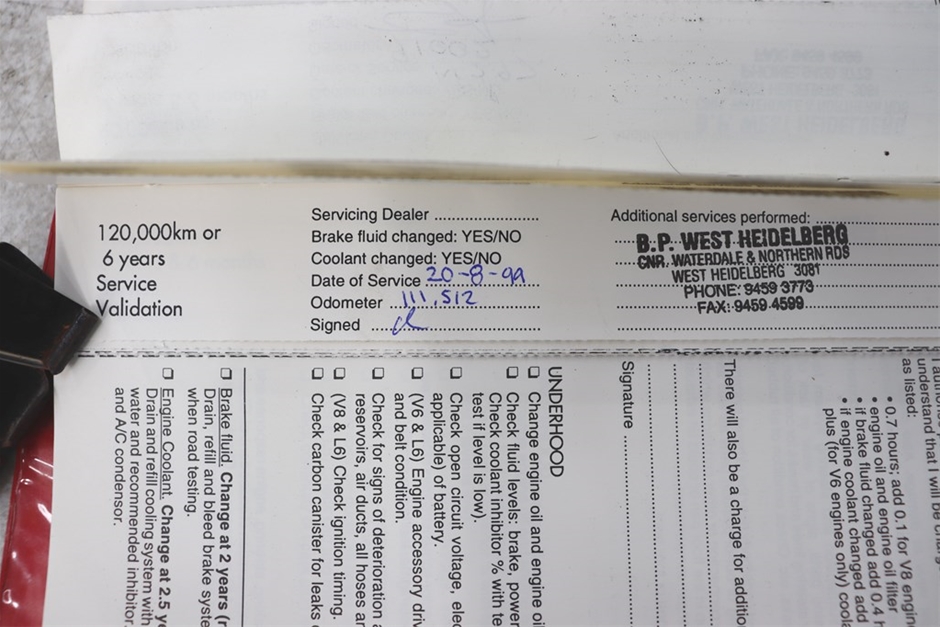 120,000km or
6 years
Service
Validation
Servicing Dealer
Brake fluid changed: YES/NO
Coolant changed: YES/NO
Date of Service 20-8-99
Odometer 111,512
Signed
Additional services performed:
B.P. WEST HEIDELBERG
CNR. WATERDALE & NORTHERN RDS
WEST HEIDELBERG 3081
PHONE: 9459 3773
FAX: 9459 4599
understand that I will be
as listed:
• 0.7 hours; add 0.1 for V8 engin
• engine oil and engine oil filter
• if brake fluid changed add 0.4 h
• if engine coolant changed add
plus (for V6 engines only) coola
There will also be a charge for additio
Signature
UNDERHOOD
❏ Change engine oil and engine oi
❏ Check fluid levels: brake, power
Check coolant inhibitor % with te
test if level is low).
❏ Check open circuit voltage, elec
applicable) of battery.
❏ (V6 & L6) Engine accessory driv
and belt condition.
❏ Check for signs of deterioration a
reservoirs, air ducts, all hoses an
❏ (V8 & L6) Check ignition timing.
❏ Check carbon canister for leaks
❏ Brake fluid. Change at 2 years (
Drain, refill and bleed brake syste
when road testing.
❏ Engine Coolant. Change at 2.5 y
Drain and refill cooling system with
water and recommended inhibitor.
and A/C condensor.